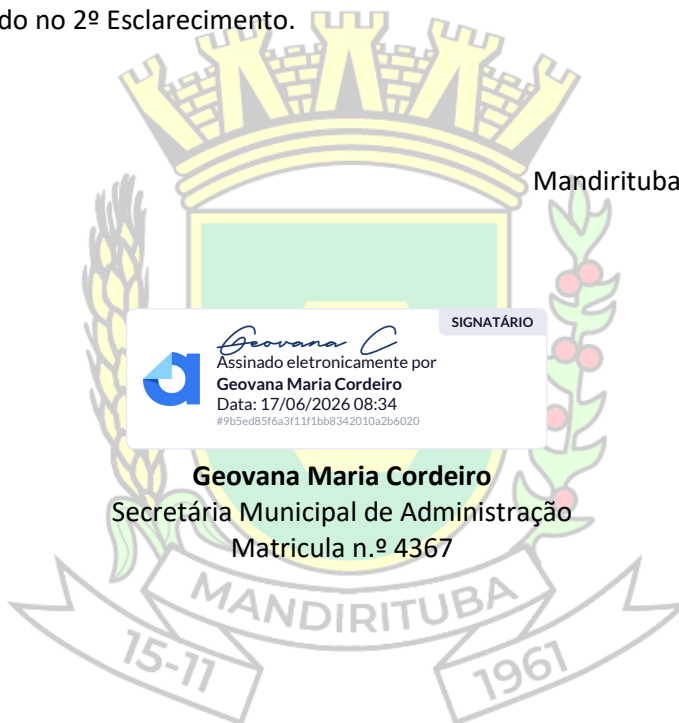 do no 2º Esclarecimento.
Mandirituba
SIGNATÁRIO
Geovana C
Assinado eletronicamente por
Geovana Maria Cordeiro
Data: 17/06/2026 08:34
#9b5ed85f6a3f11f1bb8342010a2b6020
Geovana Maria Cordeiro
Secretária Municipal de Administração
Matricula n.º 4367
MANDIRITUBA
15-11
1961